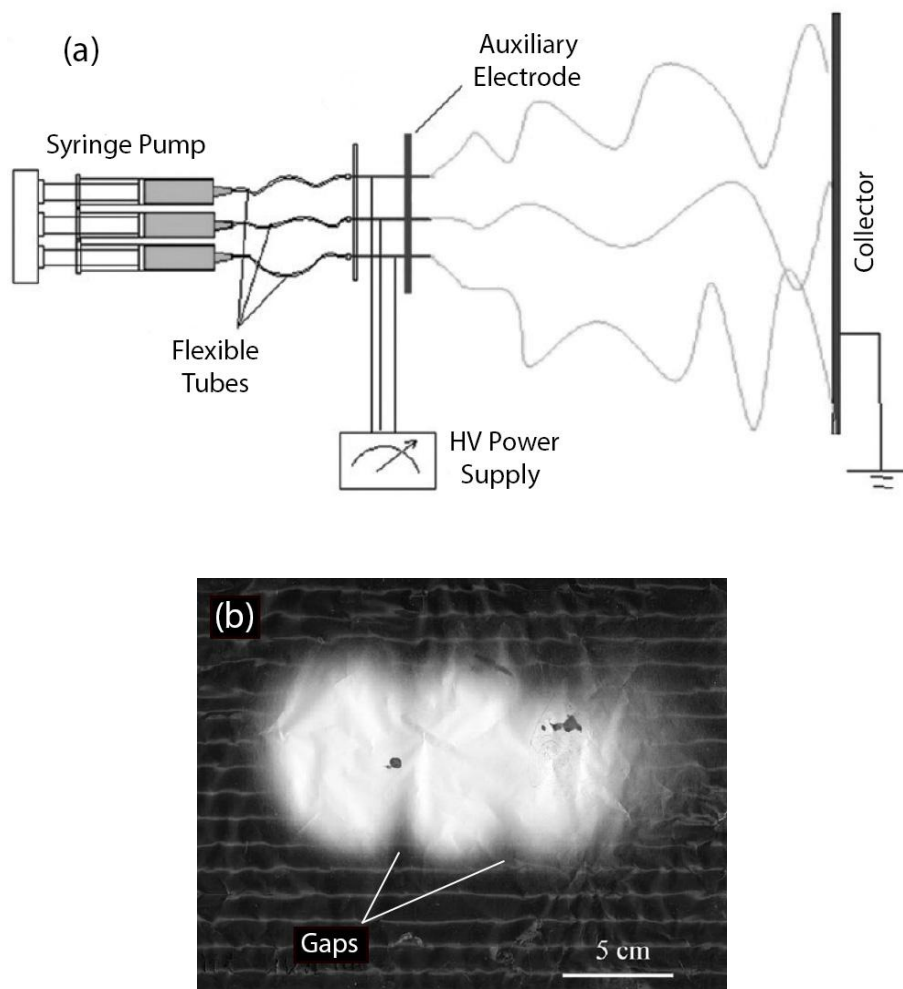 (a)
Auxiliary
Electrode
Syringe Pump
Collector
Flexible
Tubes
HV Power
Supply
(b)
Gaps
5 cm